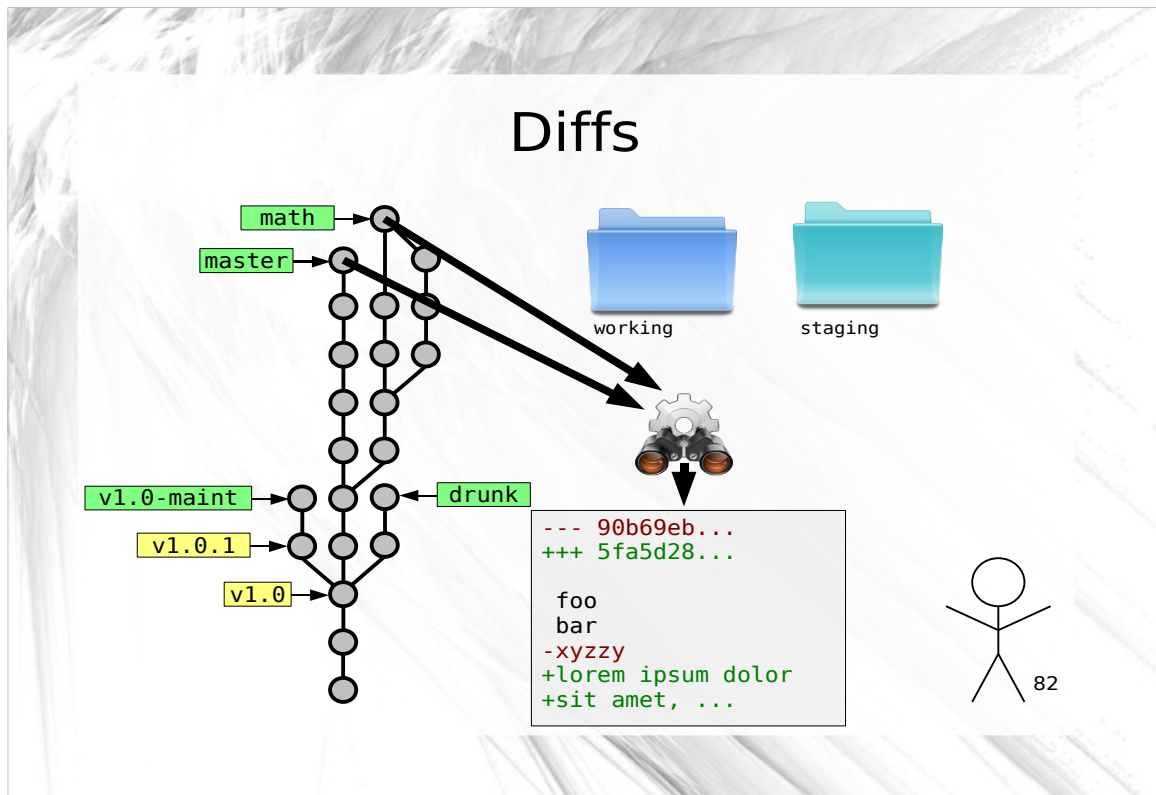 Diffs
math
master
working
staging
v1.0-maint
drunk
v1.0.1
v1.0
--- 90b69eb...
+++ 5fa5d28...
foo
bar
-xyzzy
+lorem ipsum dolor
+sit amet, ...
82